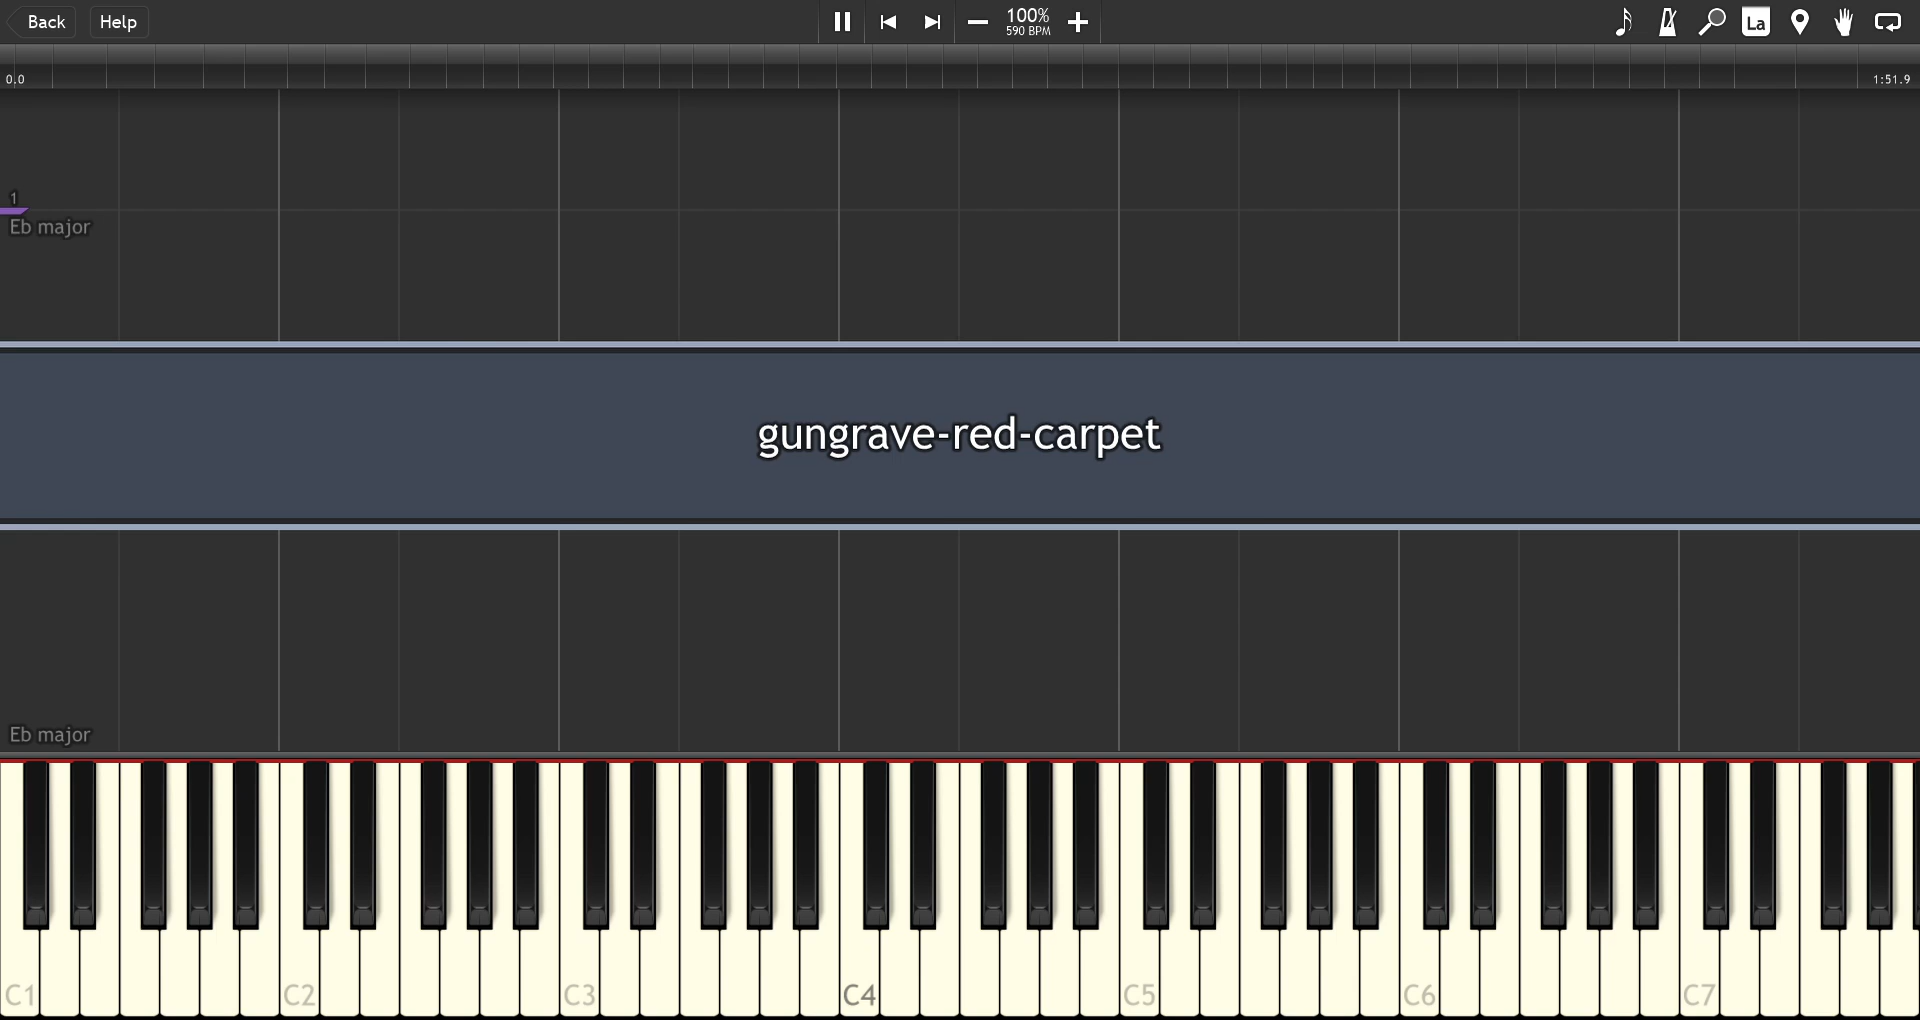 Back Help 100% La
590 BPM
0.0 1:51.9
1
Eb major
gungrave-red-carpet
Eb major
C1 C2 C3 C4 C5 C6 C7